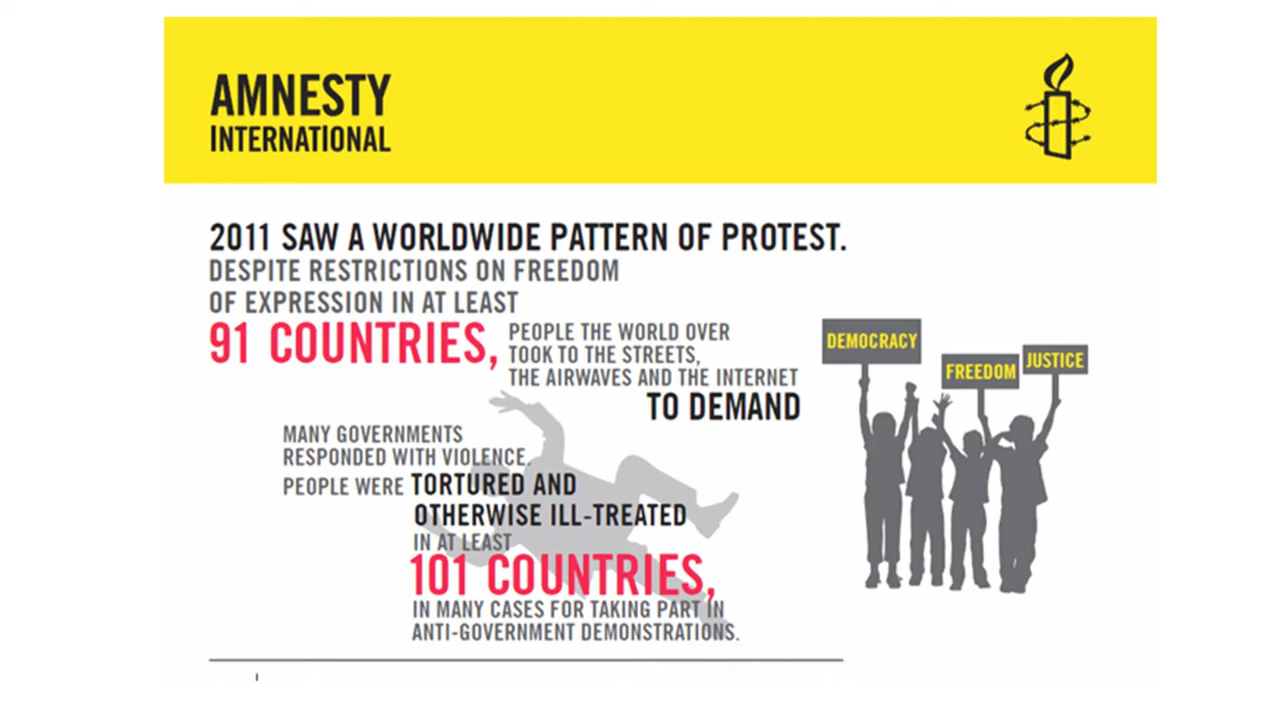 AMNESTY
INTERNATIONAL
2011 SAW A WORLDWIDE PATTERN OF PROTEST.
DESPITE RESTRICTIONS ON FREEDOM
OF EXPRESSION IN AT LEAST
91 COUNTRIES,
PEOPLE THE WORLD OVER
TOOK TO THE STREETS,
THE AIRWAVES AND THE INTERNET
TO DEMAND
DEMOCRACY
FREEDOM
JUSTICE
MANY GOVERNMENTS
RESPONDED WITH VIOLENCE.
PEOPLE WERE TORTURED AND
OTHERWISE ILL-TREATED
IN AT LEAST
101 COUNTRIES,
IN MANY CASES FOR TAKING PART IN
ANTI-GOVERNMENT DEMONSTRATIONS.